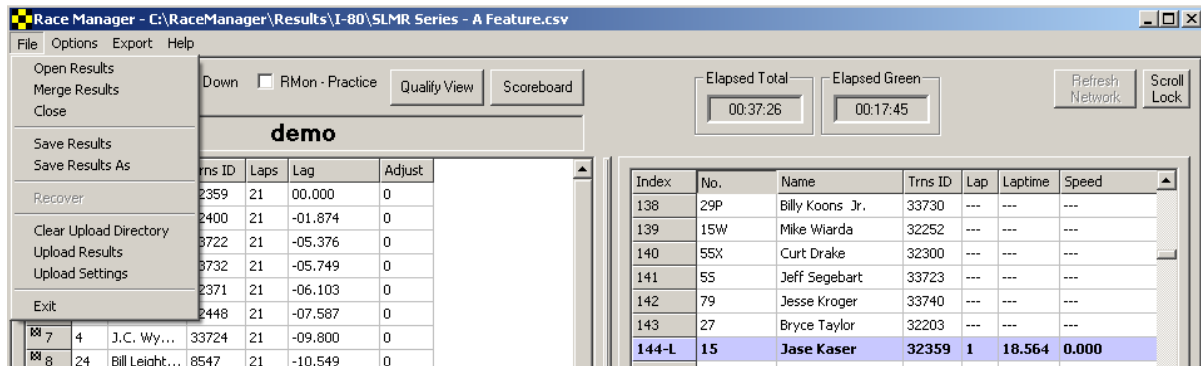 Race Manager - C:\RaceManager\Results\I-80\SLMR Series - A Feature.csv
File Options Export Help
Open Results
Merge Results
Close
Save Results
Save Results As
Recover
Clear Upload Directory
Upload Results
Upload Settings
Exit
Down RMon - Practice Qualify View Scoreboard
Elapsed Total 00:37:26
Elapsed Green 00:17:45
Refresh Network
Scroll Lock
demo
rns ID Laps Lag Adjust
2359 21 00.000 0
2400 21 -01.874 0
3722 21 -05.376 0
3732 21 -05.749 0
2371 21 -06.103 0
2448 21 -07.587 0
7 4 J.C. Wy... 33724 21 -09.800 0
8 24 Bill Leight... 8547 21 -10.549 0
Index No. Name Trns ID Lap Laptime Speed
138 29P Billy Koons Jr. 33730 --- --- ---
139 15W Mike Wiarda 32252 --- --- ---
140 55X Curt Drake 32300 --- --- ---
141 5S Jeff Segebart 33723 --- --- ---
142 79 Jesse Kroger 33740 --- --- ---
143 27 Bryce Taylor 32203 --- --- ---
144-L 15 Jase Kaser 32359 1 18.564 0.000